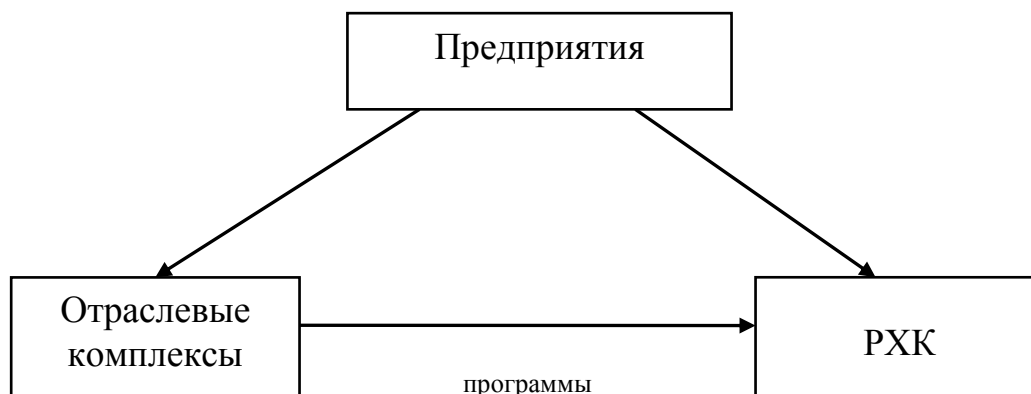 Предприятия
Отраслевые
комплексы
РХК
программы